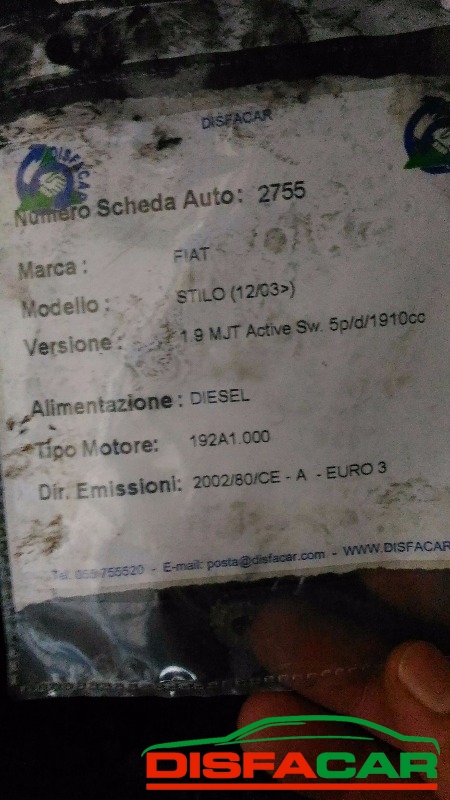 DISFACAR
DISFACAR
Numero Scheda Auto: 2755
Marca: FIAT
Modello: STILO (12/03>)
Versione: 1.9 MJT Active Sw. 5p/d/1910cc
Alimentazione: DIESEL
Tipo Motore: 192A1.000
Dir. Emissioni: 2002/80/CE - A - EURO 3
Tel. 055755520 - E-mail: posta@disfacar.com - WWW.DISFACAR
DISFACAR